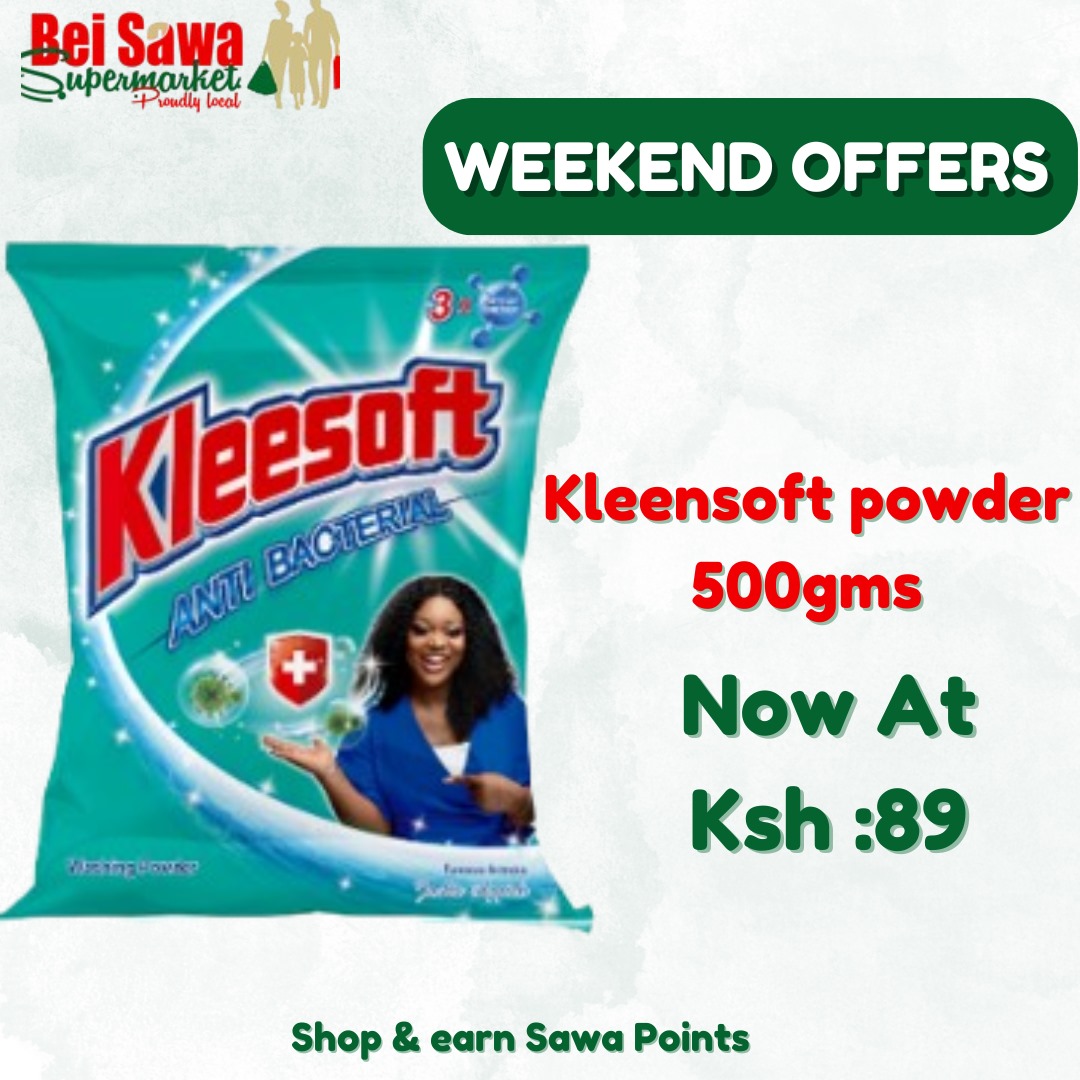 Bei Sawa
Supermarket
Proudly local
WEEKEND OFFERS
3 x
Kleesoft
ANTI BACTERIAL
Washing Powder
Kleensoft powder
500gms
Now At
Ksh :89
Shop & earn Sawa Points